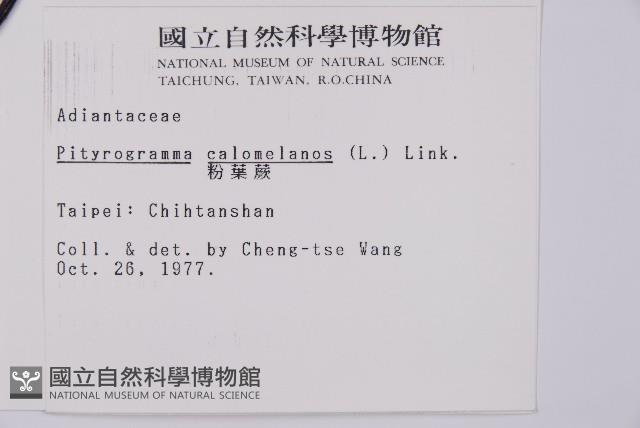 國立自然科學博物館
NATIONAL MUSEUM OF NATURAL SCIENCE
TAICHUNG, TAIWAN, R.O.CHINA
Adiantaceae
Pityrogramma calomelanos (L.) Link.
粉葉蕨
Taipei: Chihtanshan
Coll. & det. by Cheng-tse Wang
Oct. 26, 1977.
國立自然科學博物館
NATIONAL MUSEUM OF NATURAL SCIENCE